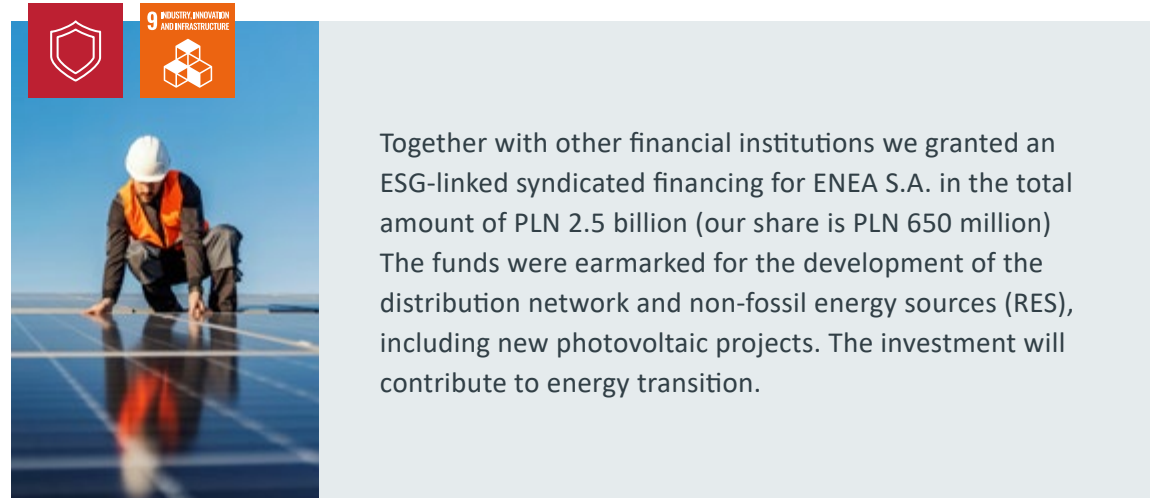 9 INDUSTRY, INNOVATION
AND INFRASTRUCTURE
Together with other financial institutions we granted an
ESG-linked syndicated financing for ENEA S.A. in the total
amount of PLN 2.5 billion (our share is PLN 650 million)
The funds were earmarked for the development of the
distribution network and non-fossil energy sources (RES),
including new photovoltaic projects. The investment will
contribute to energy transition.